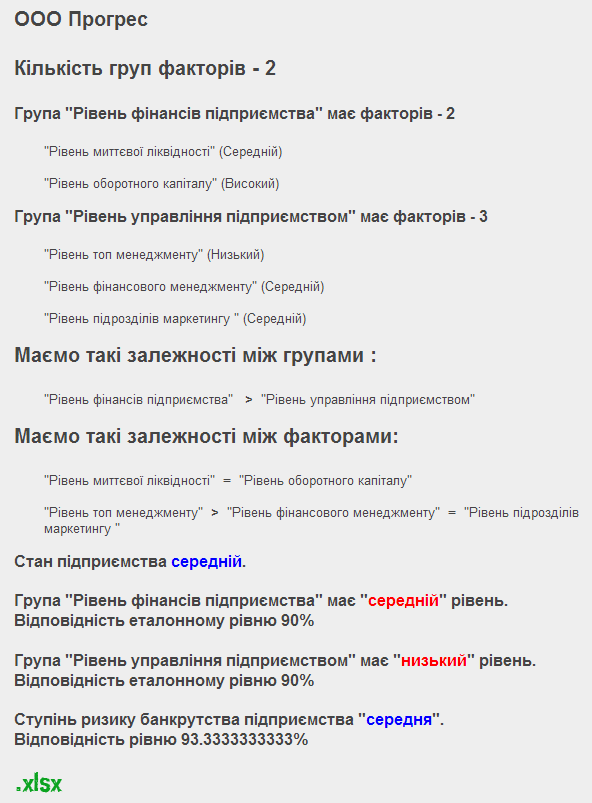 ООО Прогрес
Кількість груп факторів - 2
Група "Рівень фінансів підприємства" має факторів - 2
"Рівень миттєвої ліквідності" (Середній)
"Рівень оборотного капіталу" (Високий)
Група "Рівень управління підприємством" має факторів - 3
"Рівень топ менеджменту" (Низький)
"Рівень фінансового менеджменту" (Середній)
"Рівень підрозділів маркетингу " (Середній)
Маємо такі залежності між групами :
"Рівень фінансів підприємства" > "Рівень управління підприємством"
Маємо такі залежності між факторами:
"Рівень миттєвої ліквідності" = "Рівень оборотного капіталу"
"Рівень топ менеджменту" > "Рівень фінансового менеджменту" = "Рівень підрозділів
маркетингу "
Стан підприємства середній.
Група "Рівень фінансів підприємства" має "середній" рівень.
Відповідність еталонному рівню 90%
Група "Рівень управління підприємством" має "низький" рівень.
Відповідність еталонному рівню 90%
Ступінь ризику банкрутства підприємства "середня".
Відповідність рівню 93.3333333333%
.xlsx